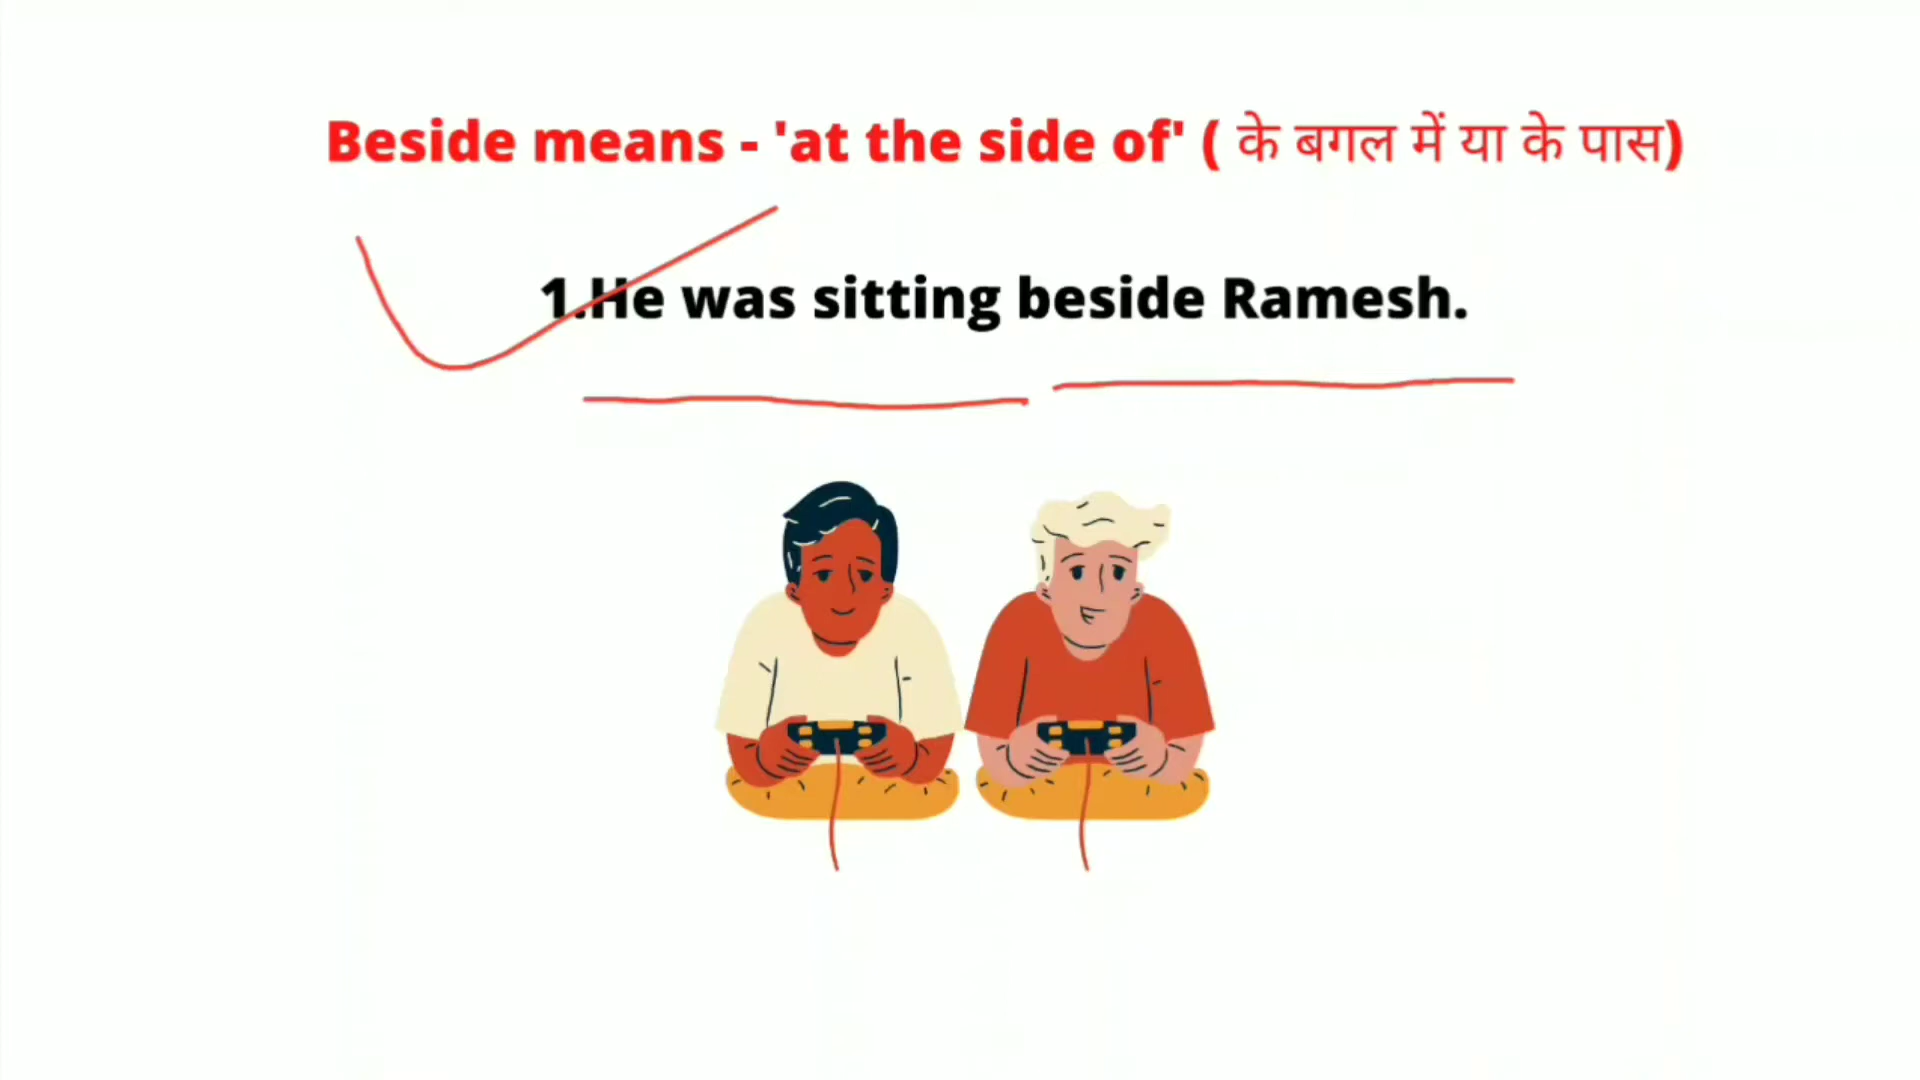 Beside means - 'at the side of' ( के बगल में या के पास)
1.He was sitting beside Ramesh.